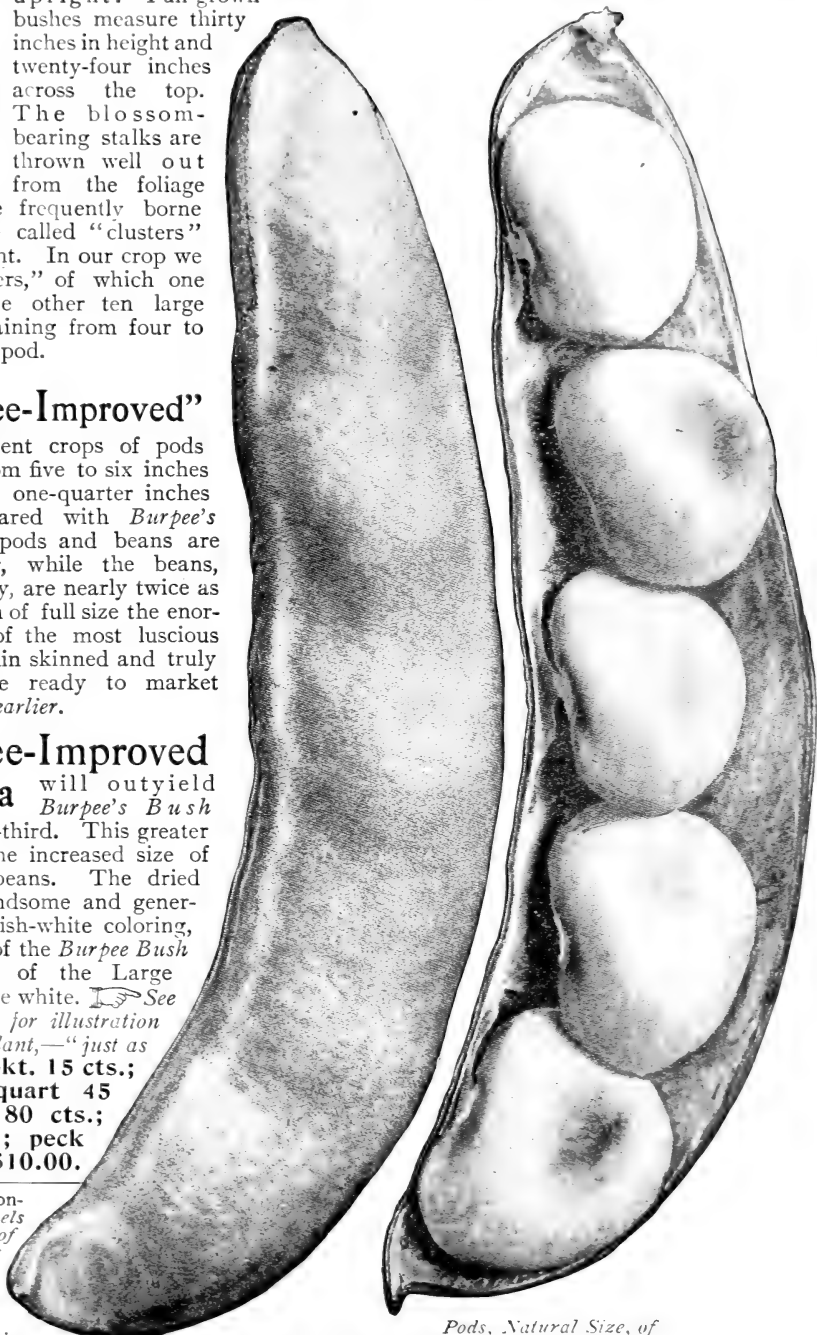 bushes measure thirty
inches in height and
twenty-four inches
across the top.
The blossom-
bearing stalks are
thrown well out
from the foliage
frequently borne
called "clusters"
nt. In our crop we
ers," of which one
e other ten large
aining from four to
pod.
ee-Improved"
ent crops of pods
om five to six inches
one-quarter inches
ared with Burpee's
pods and beans are
, while the beans,
y, are nearly twice as
n of full size the enor-
of the most luscious
in skinned and truly
e ready to market
earlier.
ee-Improved
a will outyield
Burpee's Bush
-third. This greater
he increased size of
beans. The dried
ndsome and gener-
ish-white coloring,
of the Burpee Bush
of the Large
e white. ☞ See
for illustration
lant,—"just as
kt. 15 cts.;
quart 45
80 cts.;
; peck
$10.00.
on-
els
of
Pods, Natural Size, of